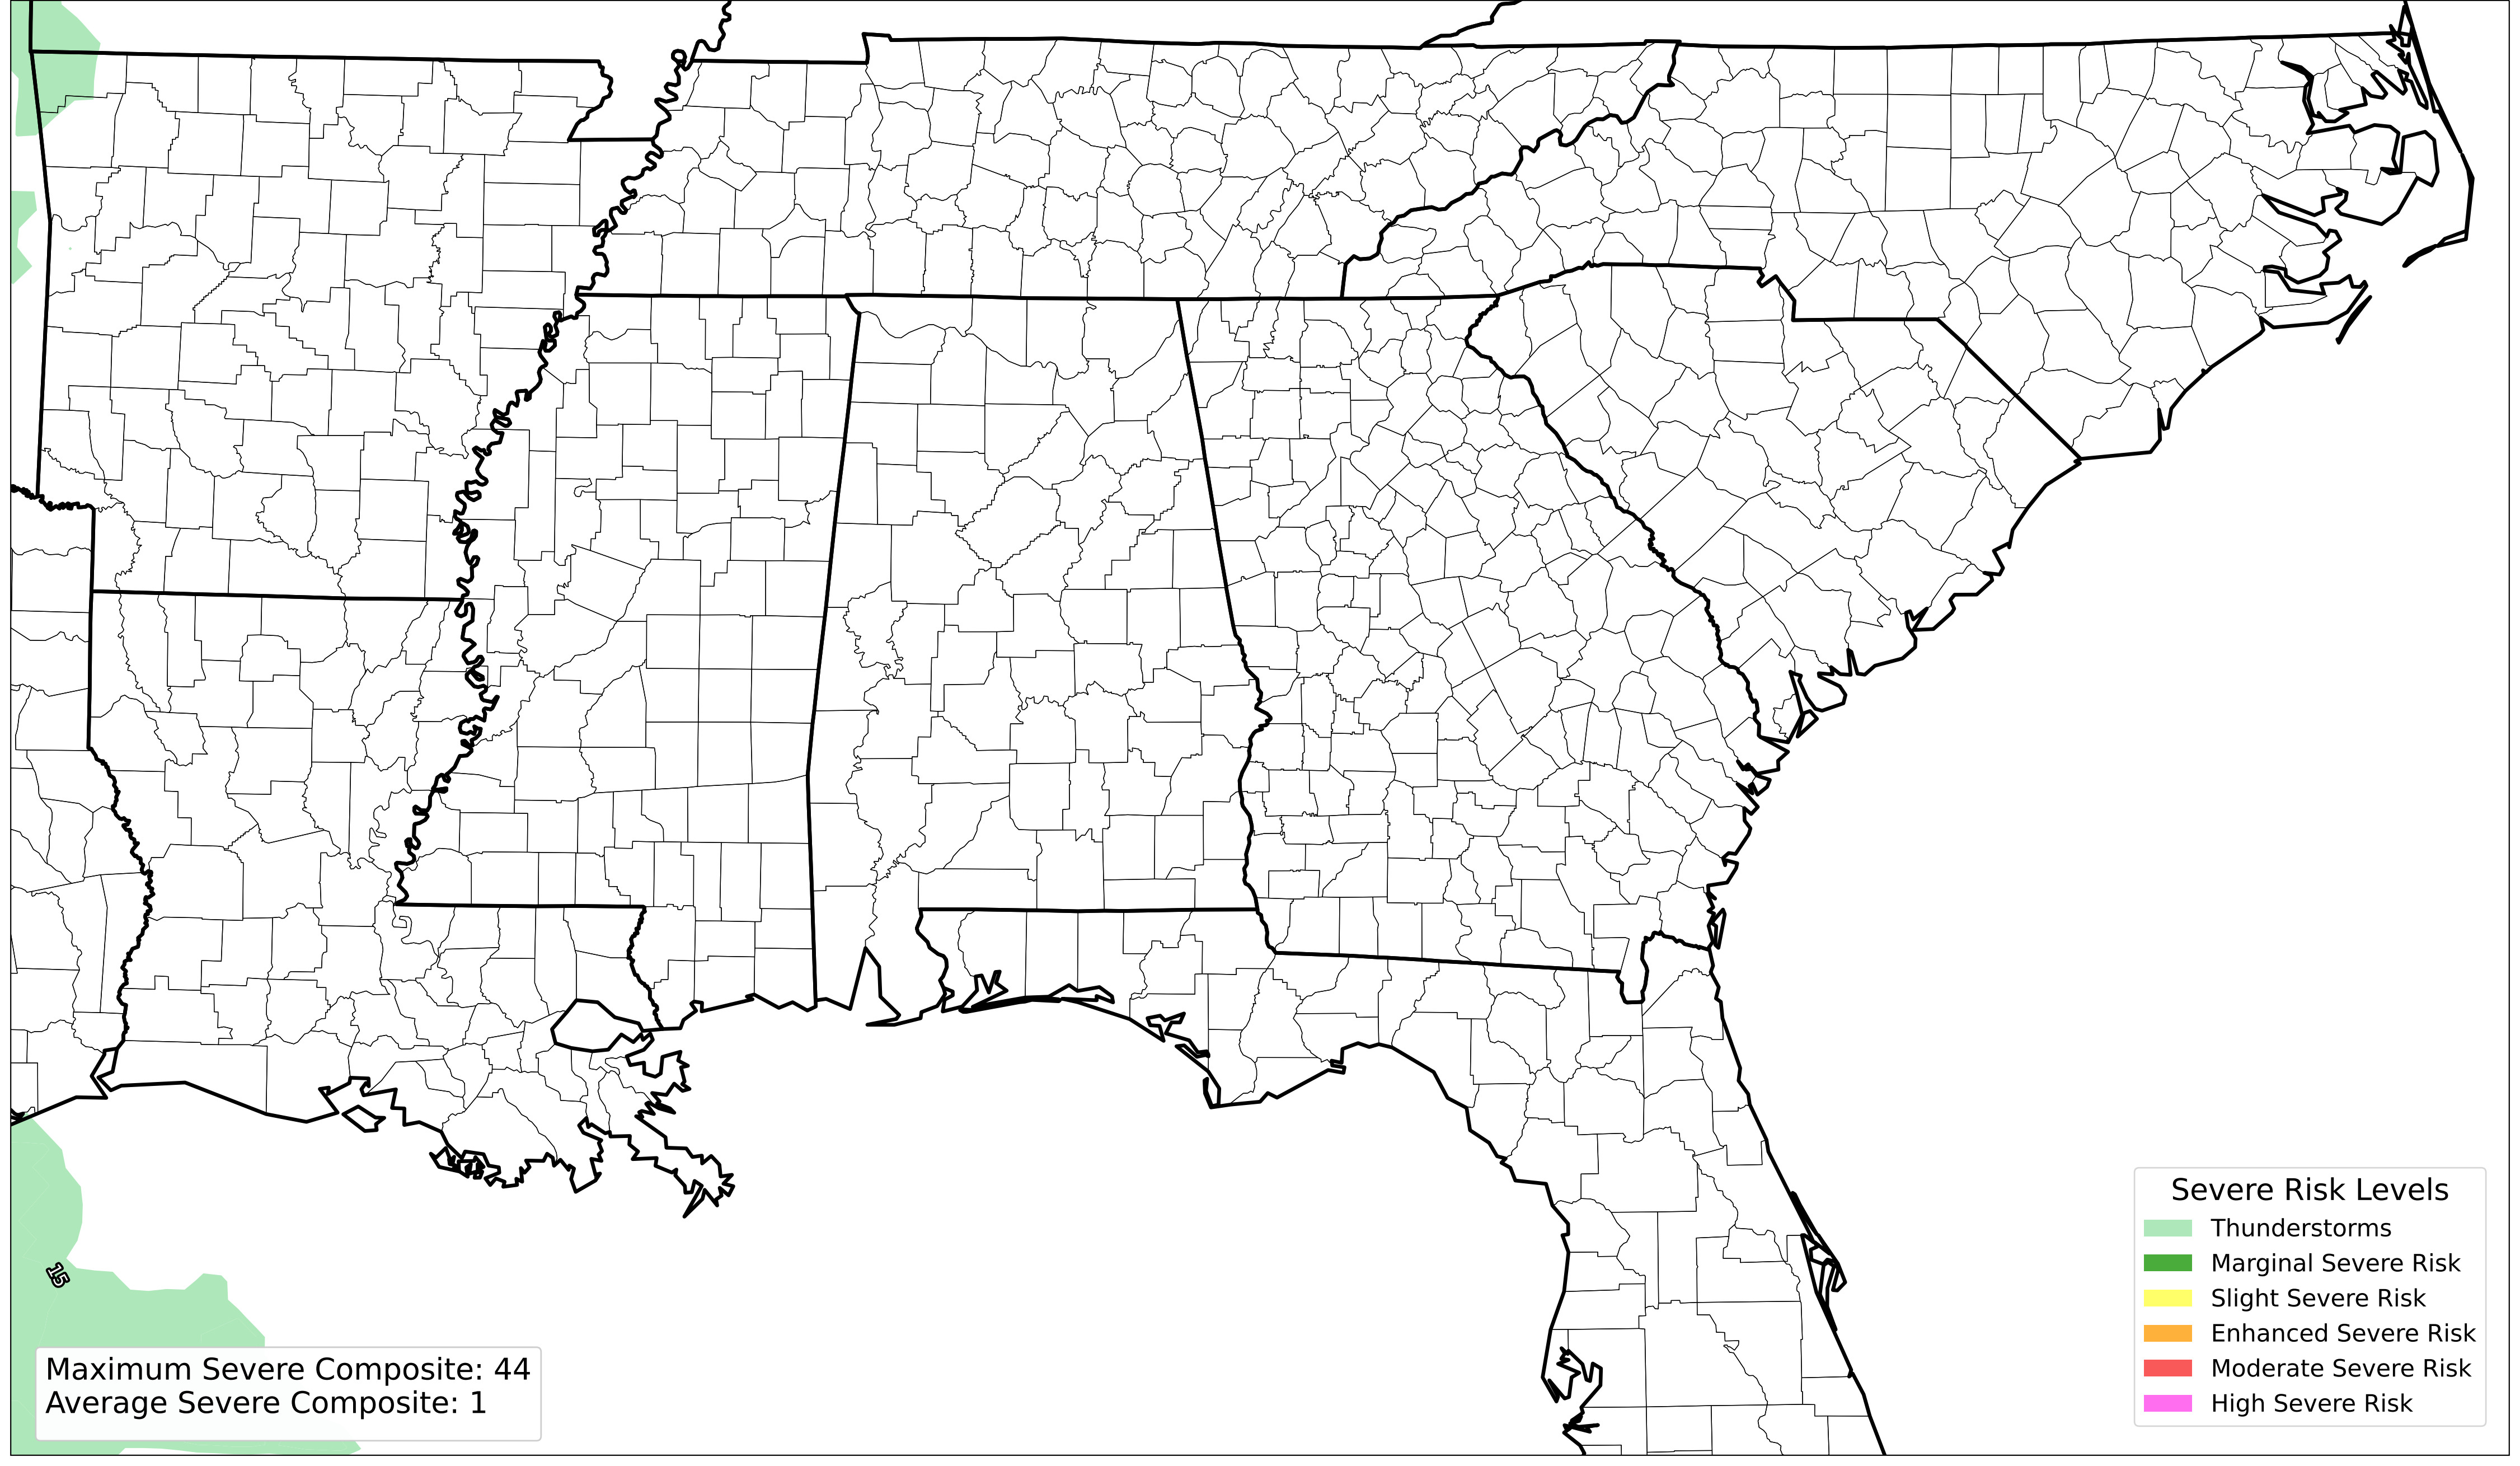 15
Maximum Severe Composite: 44
Average Severe Composite: 1
Severe Risk Levels
Thunderstorms
Marginal Severe Risk
Slight Severe Risk
Enhanced Severe Risk
Moderate Severe Risk
High Severe Risk